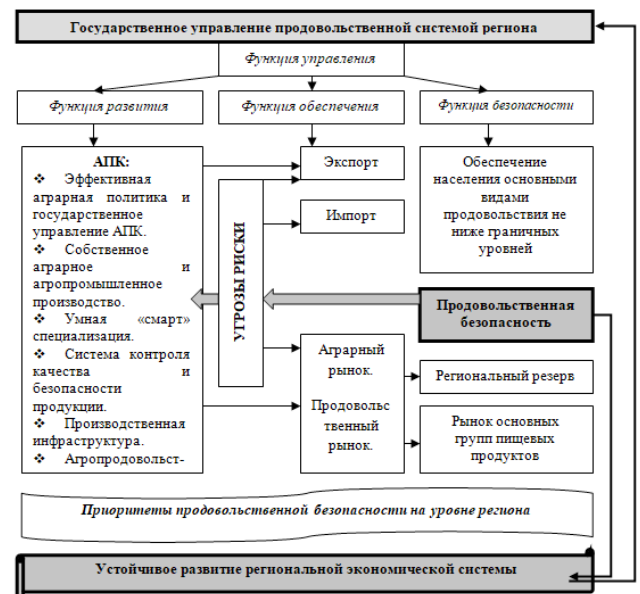 Государственное управление продовольственной системой региона
Функция управления
Функция развития
Функция обеспечения
Функция безопасности
АПК:
❖ Эффективная
аграрная политика и
государственное
управление АПК.
❖ Собственное
аграрное и
агропромышленное
производство.
❖ Умная «смарт»
специализация.
❖ Система контроля
качества и
безопасности
продукции.
❖ Производственная
инфраструктура.
❖ Агропродовольст-
УГРОЗЫ РИСКИ
Экспорт
Импорт
Аграрный
рынок.
Продовольс
твенный
рынок.
Обеспечение
населения основными
видами
продовольствия не
ниже граничных
уровней
Продовольственная
безопасность
Региональный резерв
Рынок основных
групп пищевых
продуктов
Приоритеты продовольственной безопасности на уровне региона
Устойчивое развитие региональной экономической системы